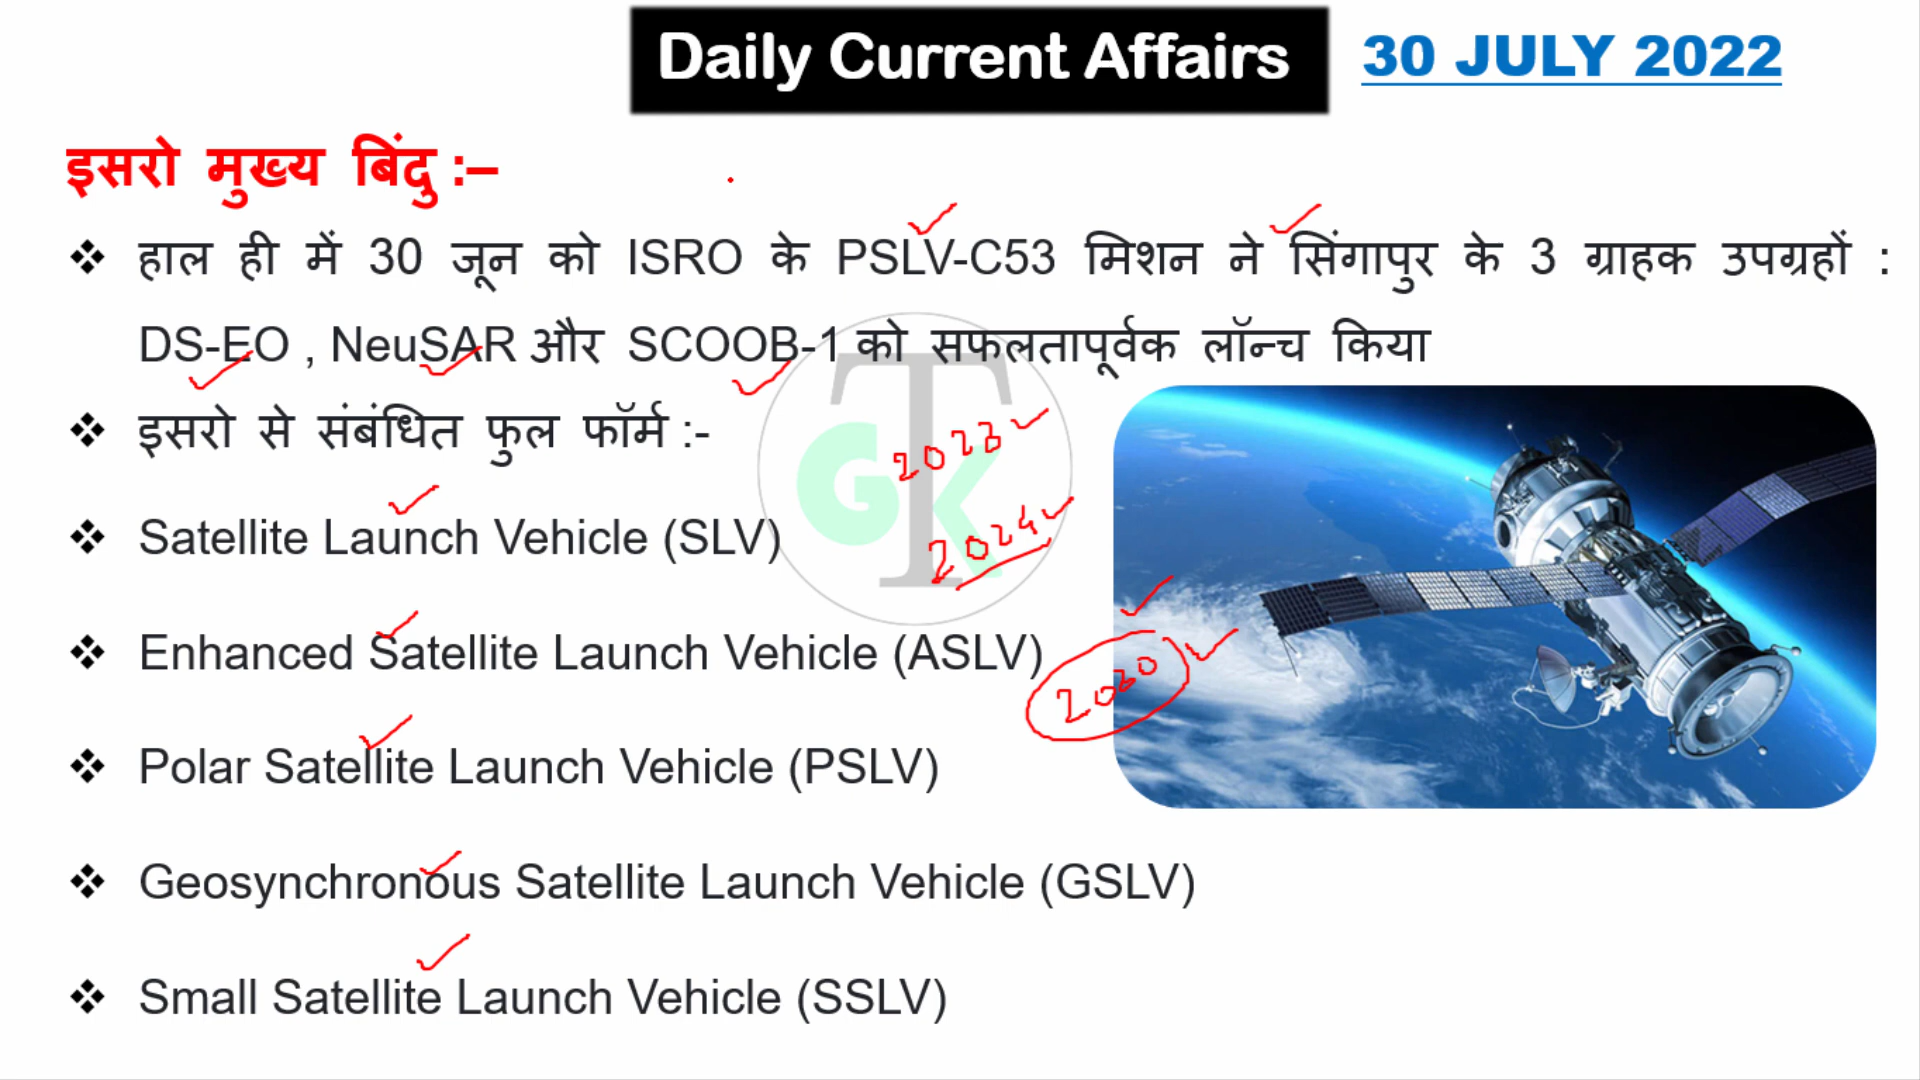 Daily Current Affairs
30 JULY 2022
इसरो मुख्य बिंदु :–
❖ हाल ही में 30 जून को ISRO के PSLV-C53 मिशन ने सिंगापुर के 3 ग्राहक उपग्रहों :
DS-EO , NeuSAR और SCOOB-1 को सफलतापूर्वक लॉन्च किया
❖ इसरो से संबंधित फुल फॉर्म :-
2023
❖ Satellite Launch Vehicle (SLV)
2024
❖ Enhanced Satellite Launch Vehicle (ASLV)
2030
❖ Polar Satellite Launch Vehicle (PSLV)
❖ Geosynchronous Satellite Launch Vehicle (GSLV)
❖ Small Satellite Launch Vehicle (SSLV)
GTK